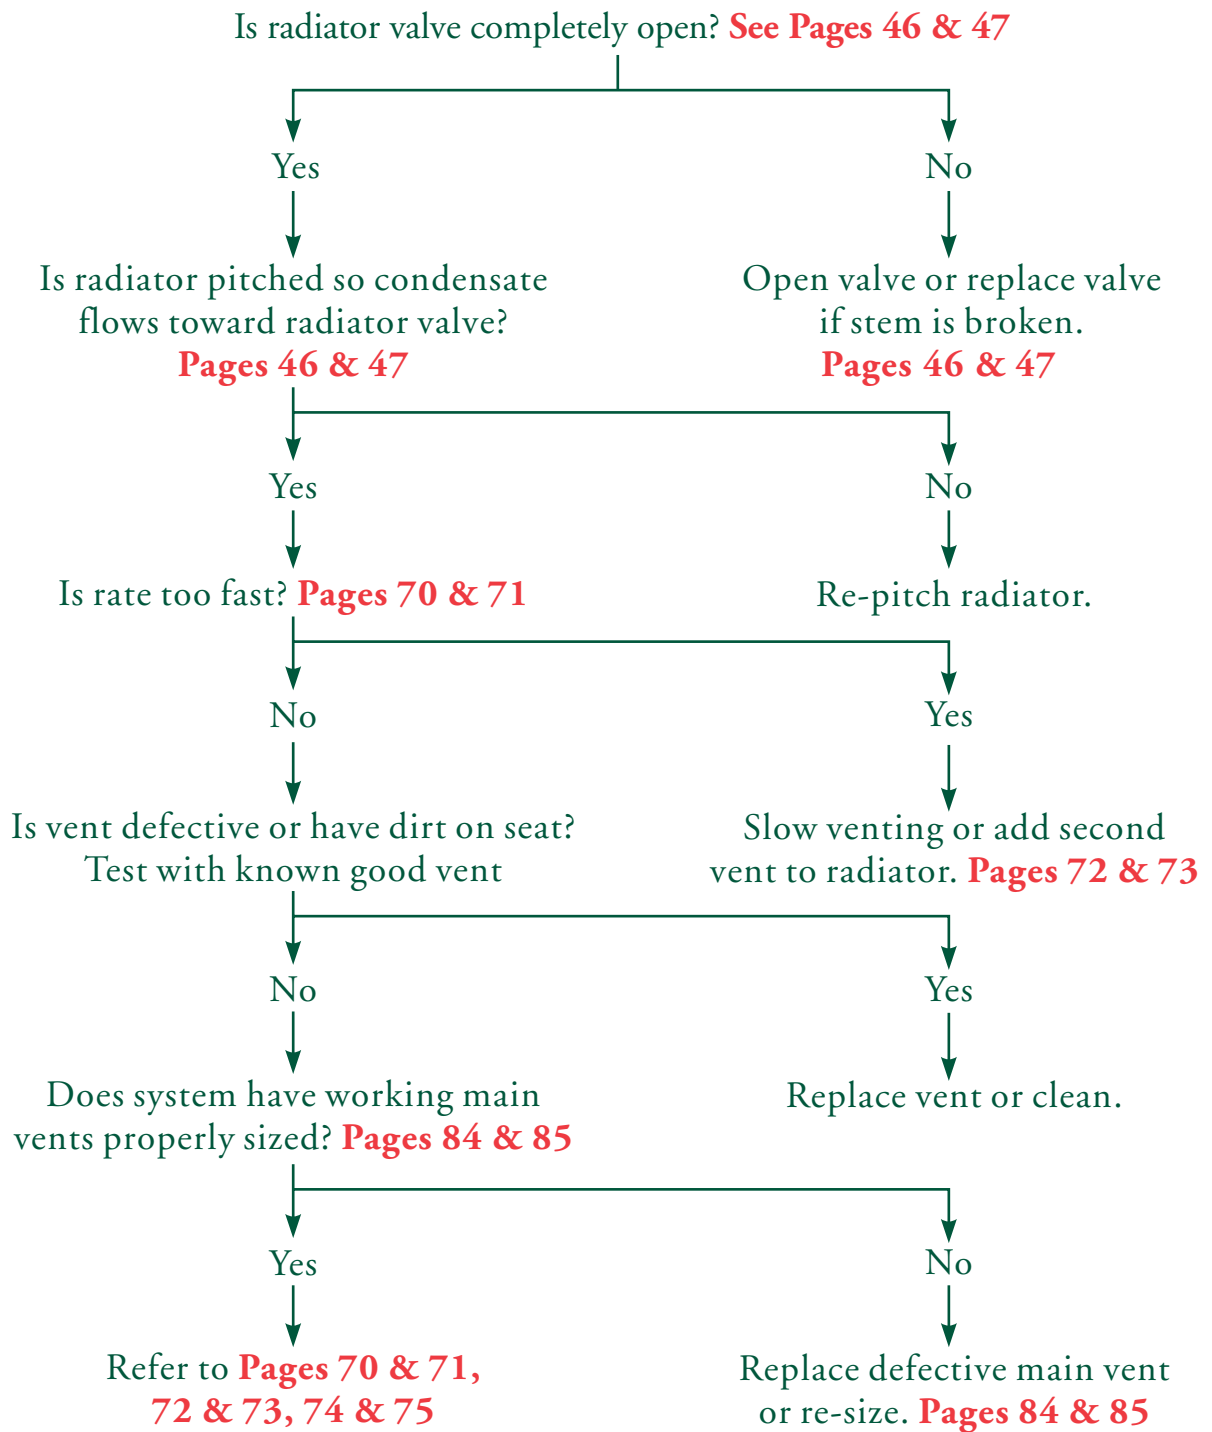 Is radiator valve completely open? See Pages 46 & 47
Yes
No
Is radiator pitched so condensate
flows toward radiator valve?
Pages 46 & 47
Open valve or replace valve
if stem is broken.
Pages 46 & 47
Yes
No
Is rate too fast? Pages 70 & 71
Re-pitch radiator.
No
Yes
Is vent defective or have dirt on seat?
Test with known good vent
Slow venting or add second
vent to radiator. Pages 72 & 73
No
Yes
Does system have working main
vents properly sized? Pages 84 & 85
Replace vent or clean.
Yes
No
Refer to Pages 70 & 71,
72 & 73, 74 & 75
Replace defective main vent
or re-size. Pages 84 & 85